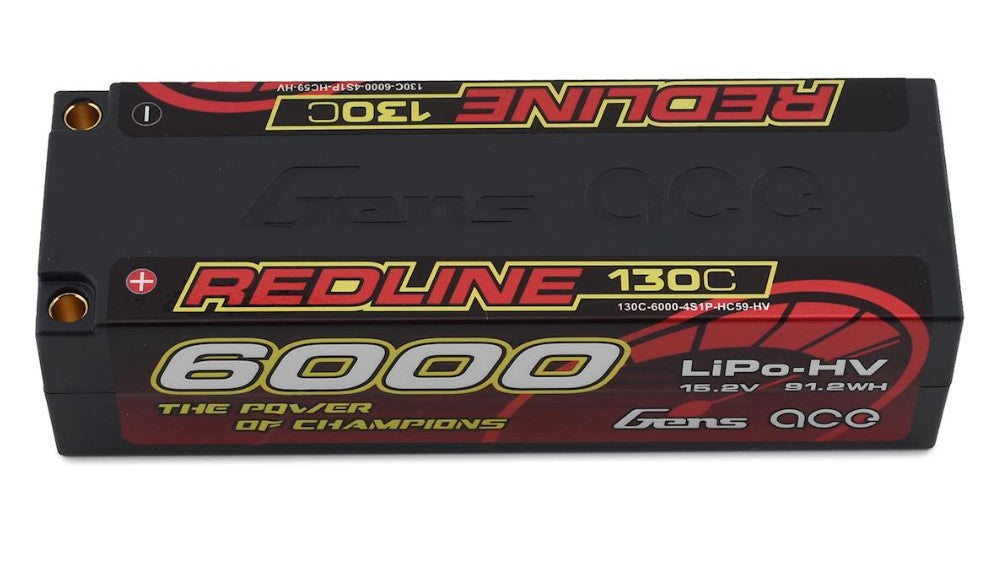 130C-6000-4S1P-HC59-HV
REDLINE 130C
Gens ace
REDLINE 130C
130C-6000-4S1P-HC59-HV
6000
LiPo-HV
15.2V 91.2WH
THE POWER
OF CHAMPIONS
Gens ace